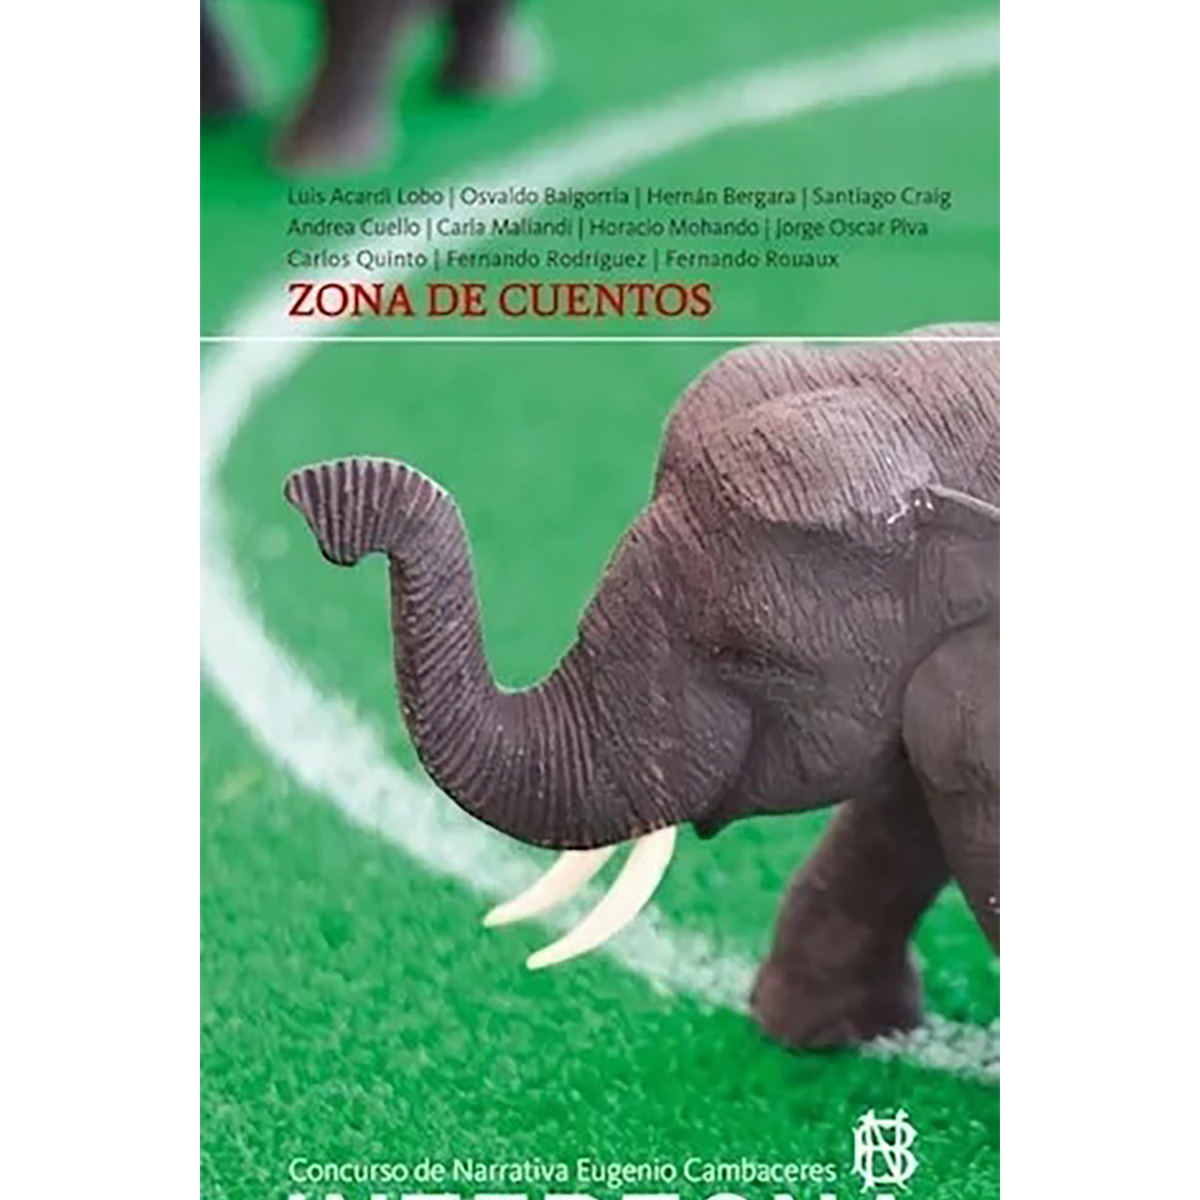 Luis Acardi Lobo | Osvaldo Baigorria | Hernán Bergara | Santiago Craig
Andrea Cuello | Carla Maliandi | Horacio Mohando | Jorge Oscar Piva
Carlos Quinto | Fernando Rodríguez | Fernando Rouaux
ZONA DE CUENTOS
Concurso de Narrativa Eugenio Cambaceres